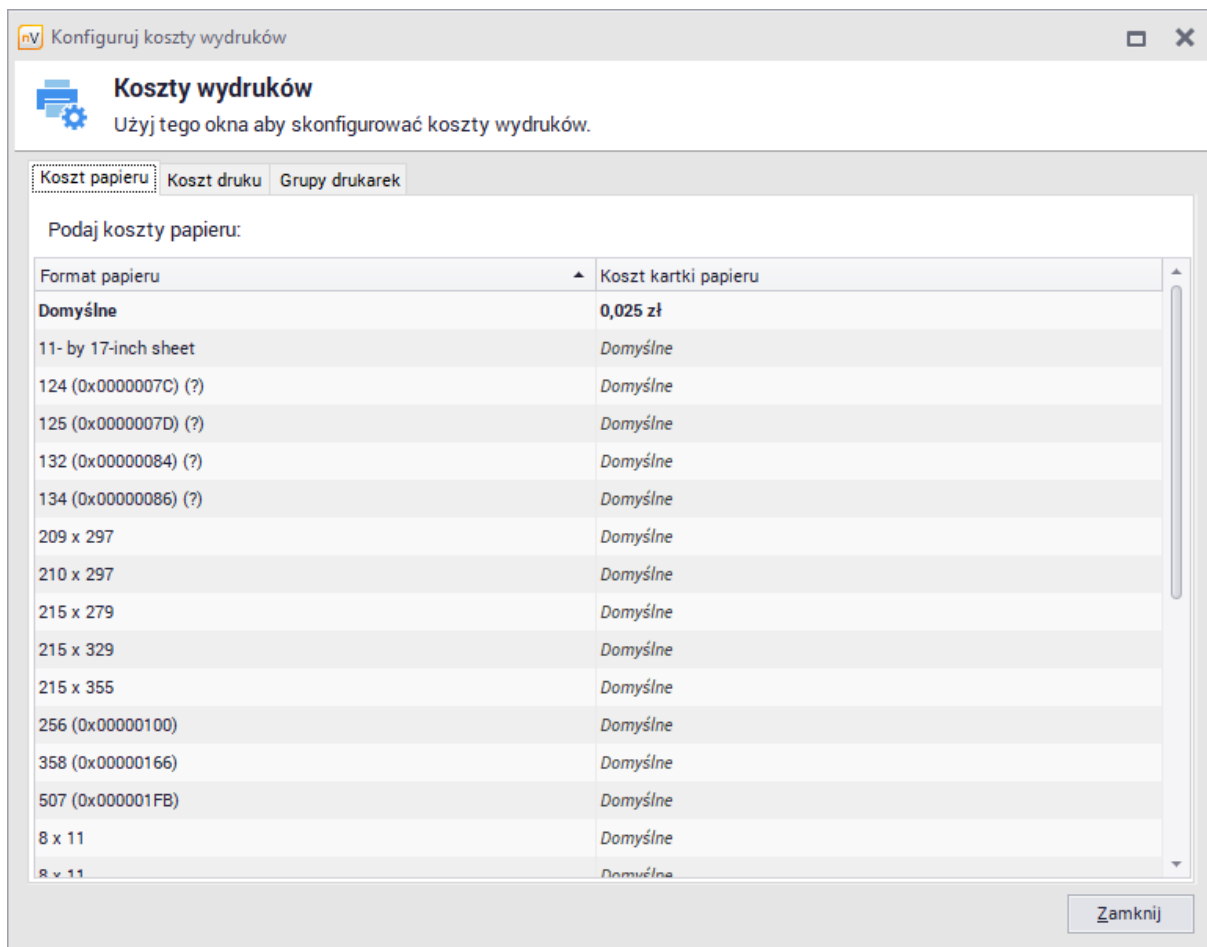 nV Konfiguruj koszty wydruków
Koszty wydruków
Użyj tego okna aby skonfigurować koszty wydruków.
Koszt papieru Koszt druku Grupy drukarek
Podaj koszty papieru:
Format papieru Koszt kartki papieru
Domyślne 0,025 zł
11- by 17-inch sheet Domyślne
124 (0x0000007C) (?) Domyślne
125 (0x0000007D) (?) Domyślne
132 (0x00000084) (?) Domyślne
134 (0x00000086) (?) Domyślne
209 x 297 Domyślne
210 x 297 Domyślne
215 x 279 Domyślne
215 x 329 Domyślne
215 x 355 Domyślne
256 (0x00000100) Domyślne
358 (0x00000166) Domyślne
507 (0x000001FB) Domyślne
8 x 11 Domyślne
8 x 11 Domyślne
Zamknij